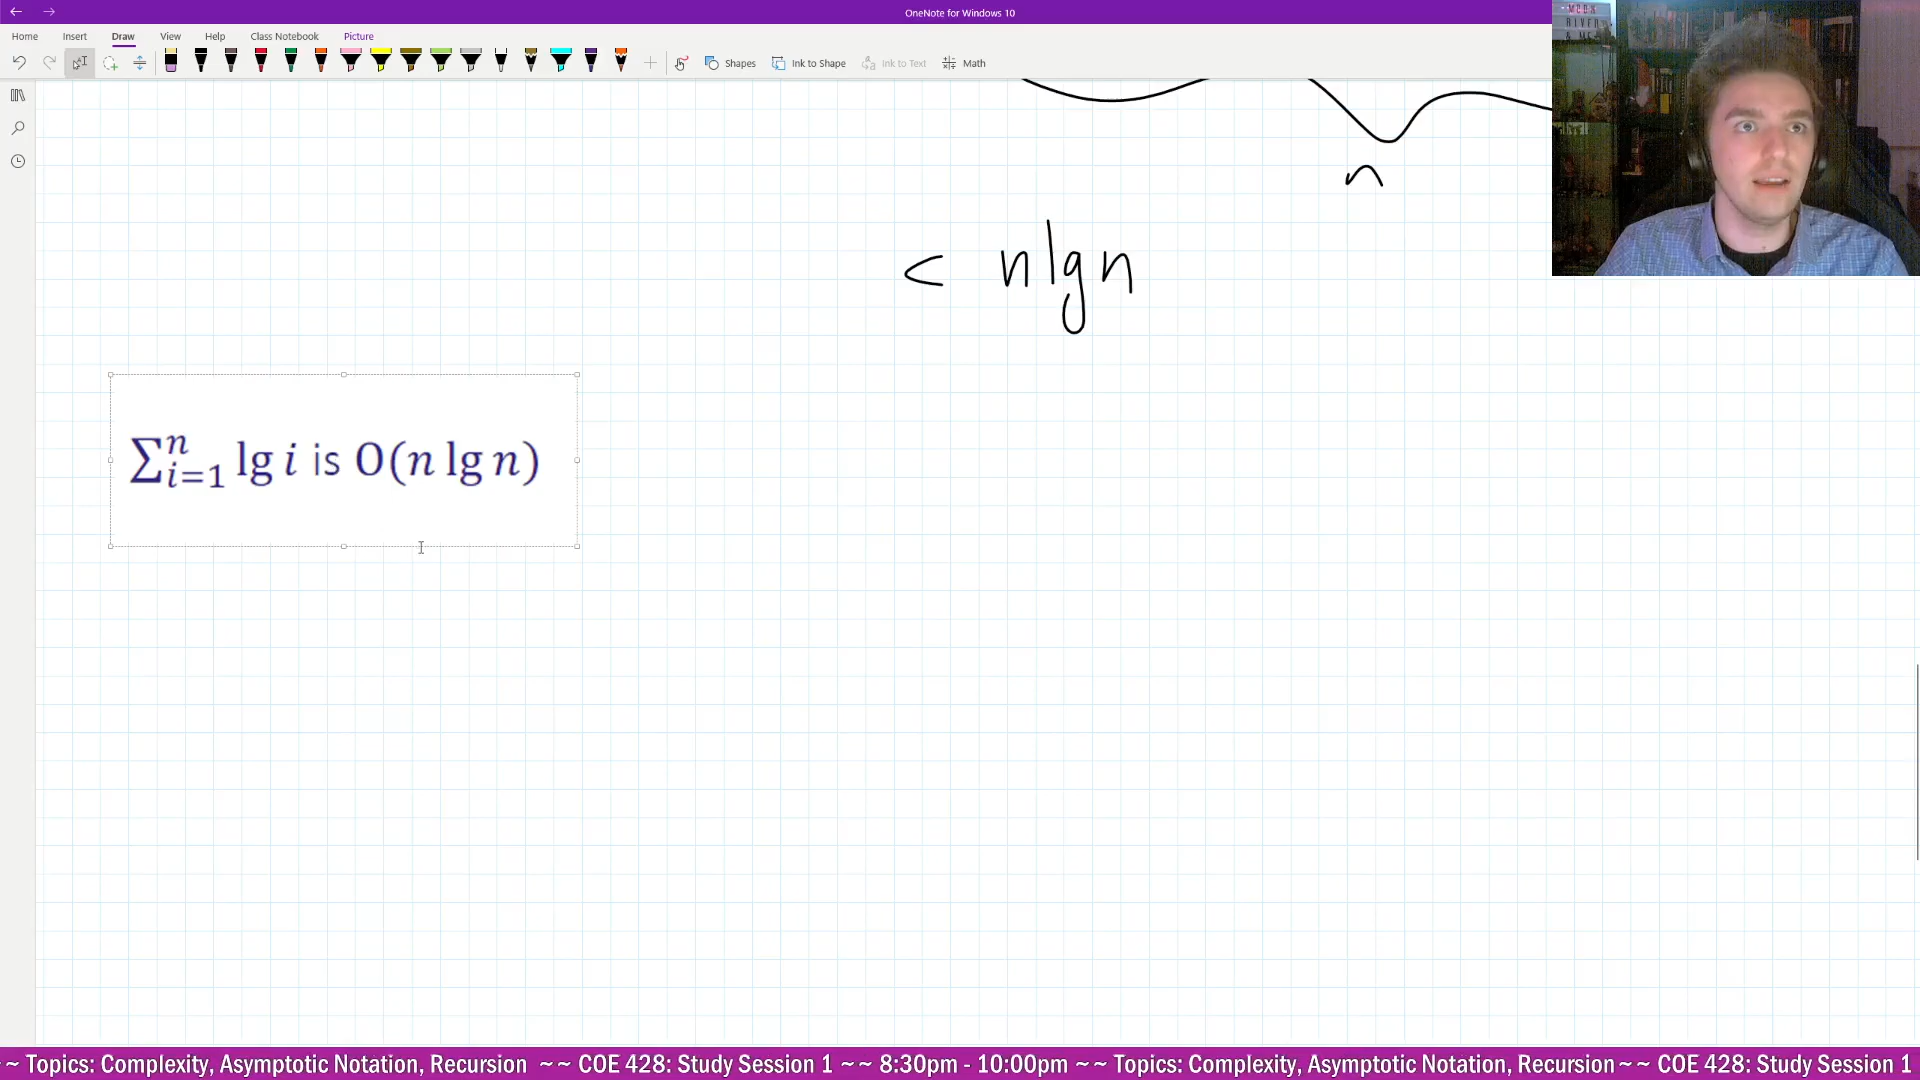 OneNote for Windows 10
Home Insert Draw View Help Class Notebook Picture
Shapes Ink to Shape Ink to Text Math
n
< n lg n
∑ⁿᵢ₌₁ lg i is O(n lg n)
~ Topics: Complexity, Asymptotic Notation, Recursion ~~ COE 428: Study Session 1 ~~ 8:30pm - 10:00pm ~~ Topics: Complexity, Asymptotic Notation, Recursion ~~ COE 428: Study Session 1